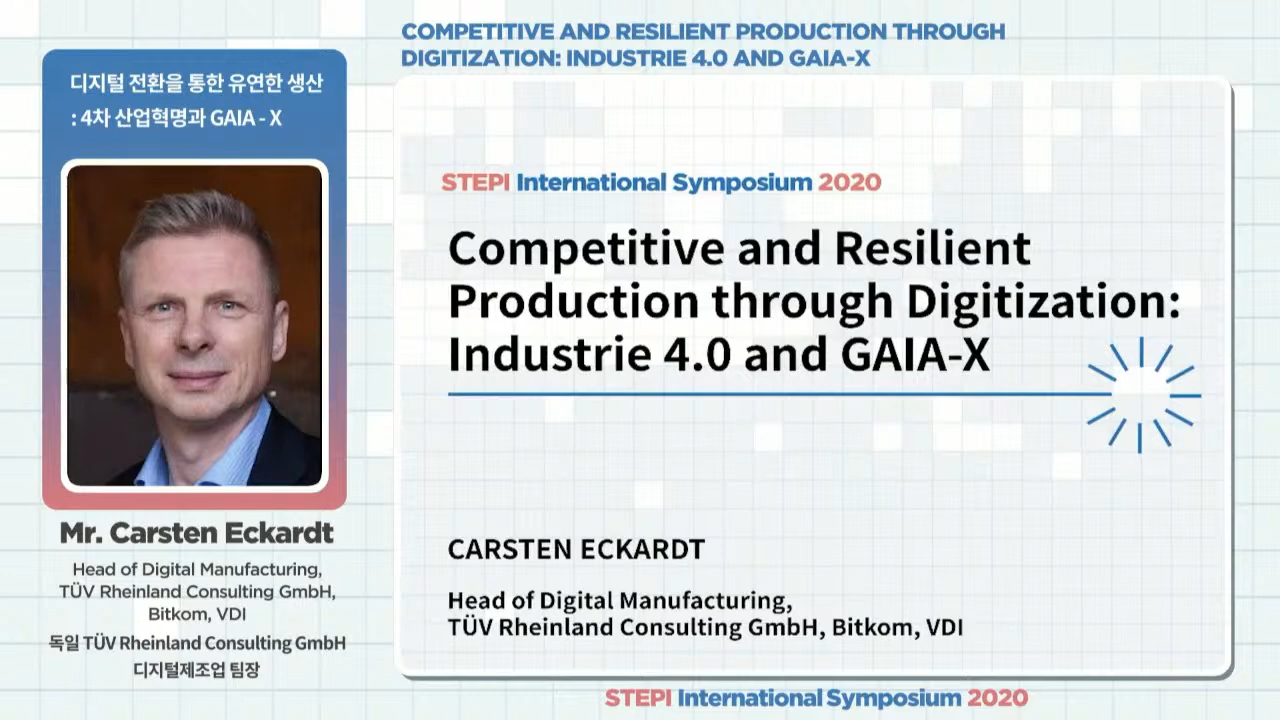 COMPETITIVE AND RESILIENT PRODUCTION THROUGH
DIGITIZATION: INDUSTRIE 4.0 AND GAIA-X
디지털 전환을 통한 유연한 생산
: 4차 산업혁명과 GAIA - X
Mr. Carsten Eckardt
Head of Digital Manufacturing,
TÜV Rheinland Consulting GmbH,
Bitkom, VDI
독일 TÜV Rheinland Consulting GmbH
디지털제조업 팀장
STEPI International Symposium 2020
Competitive and Resilient
Production through Digitization:
Industrie 4.0 and GAIA-X
CARSTEN ECKARDT
Head of Digital Manufacturing,
TÜV Rheinland Consulting GmbH, Bitkom, VDI
STEPI International Symposium 2020